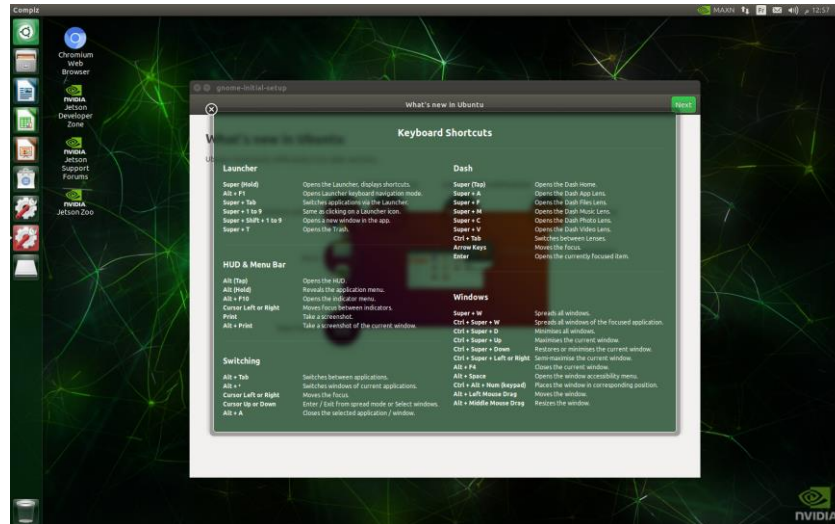 Compiz
MAXN
Fr
م 12:57
Chromium
Web
Browser
NVIDIA
Jetson
Developer
Zone
NVIDIA
Jetson
Support
Forums
NVIDIA
Jetson Zoo
gnome-initial-setup
What's new in Ubuntu
Next
What's new in Ubuntu
Keyboard Shortcuts
Launcher
Super (Hold) Opens the Launcher, displays shortcuts.
Alt + F1 Opens Launcher keyboard navigation mode.
Super + Tab Switches applications via the Launcher.
Super + 1 to 9 Same as clicking on a Launcher icon.
Super + Shift + 1 to 9 Opens a new window in the app.
Super + T Opens the Trash.
HUD & Menu Bar
Alt (Tap) Opens the HUD.
Alt (Hold) Reveals the application menu.
Alt + F10 Opens the indicator menu.
Cursor Left or Right Moves focus between indicators.
Print Take a screenshot.
Alt + Print Take a screenshot of the current window.
Switching
Alt + Tab Switches between applications.
Alt + ² Switches windows of current applications.
Cursor Left or Right Moves the focus.
Cursor Up or Down Enter / Exit from spread mode or Select windows.
Alt + A Closes the selected application / window.
Dash
Super (Tap) Opens the Dash Home.
Super + A Opens the Dash App Lens.
Super + F Opens the Dash Files Lens.
Super + M Opens the Dash Music Lens.
Super + C Opens the Dash Photo Lens.
Super + V Opens the Dash Video Lens.
Ctrl + Tab Switches between Lenses.
Arrow Keys Moves the focus.
Enter Opens the currently focused item.
Windows
Super + W Spreads all windows.
Ctrl + Super + W Spreads all windows of the focused application.
Ctrl + Super + D Minimises all windows.
Ctrl + Super + Up Maximises the current window.
Ctrl + Super + Down Restores or minimises the current window.
Ctrl + Super + Left or Right Semi-maximise the current window.
Alt + F4 Closes the current window.
Alt + Space Opens the window accessibility menu.
Ctrl + Alt + Num (keypad) Places the window in corresponding position.
Alt + Left Mouse Drag Moves the window.
Alt + Middle Mouse Drag Resizes the window.
NVIDIA